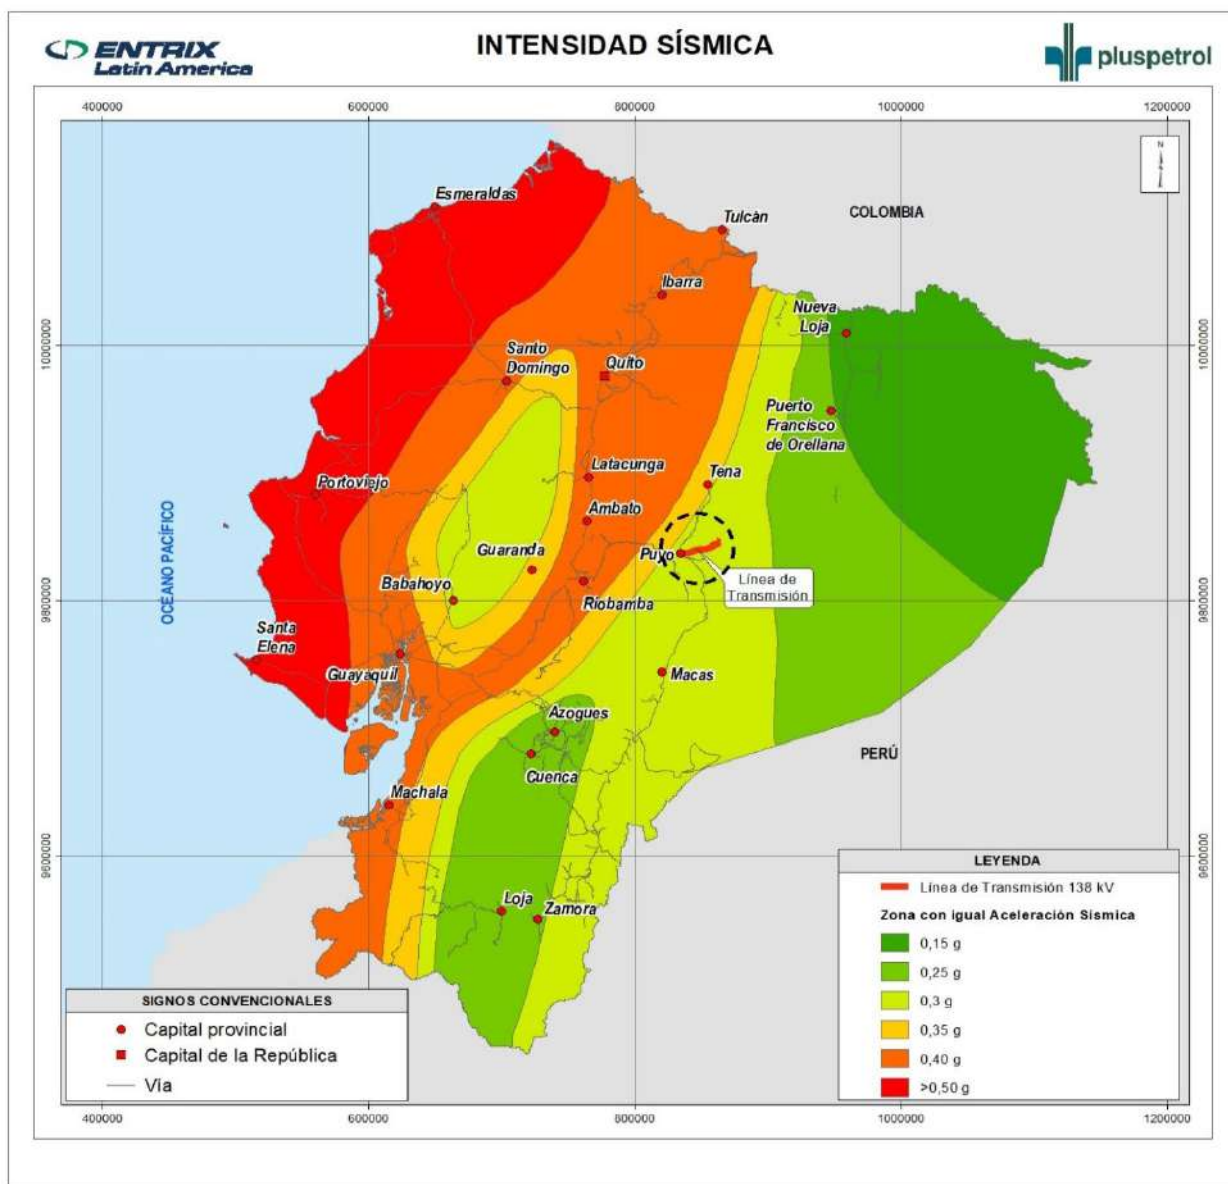 ENTRIX
Latin America
INTENSIDAD SÍSMICA
pluspetrol
400000
600000
800000
1000000
1200000
N
Esmeraldas
Tulcán
COLOMBIA
Ibarra
Nueva
Loja
10000000
10000000
Santo
Domingo
Quito
Puerto
Francisco
de Orellana
Latacunga
Tena
Portoviejo
Ambato
OCEANO PACÍFICO
Guaranda
Puyo
Babahoyo
Línea de
Transmisión
Riobamba
9800000
9800000
Santa
Elena
Guayaquil
Macas
Azogues
PERÚ
Cuenca
Machala
9600000
9600000
LEYENDA
Línea de Transmisión 138 kV
Zona con igual Aceleración Sísmica
0,15 g
0,25 g
0,3 g
0,35 g
0,40 g
>0,50 g
Loja
Zamora
SIGNOS CONVENCIONALES
Capital provincial
Capital de la República
Vía
400000
600000
800000
1000000
1200000